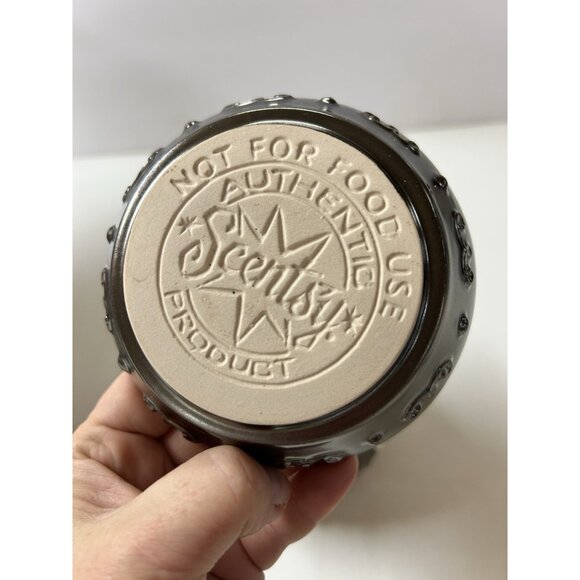 NOT FOR FOOD USE
AUTHENTIC
Scentsy
PRODUCT